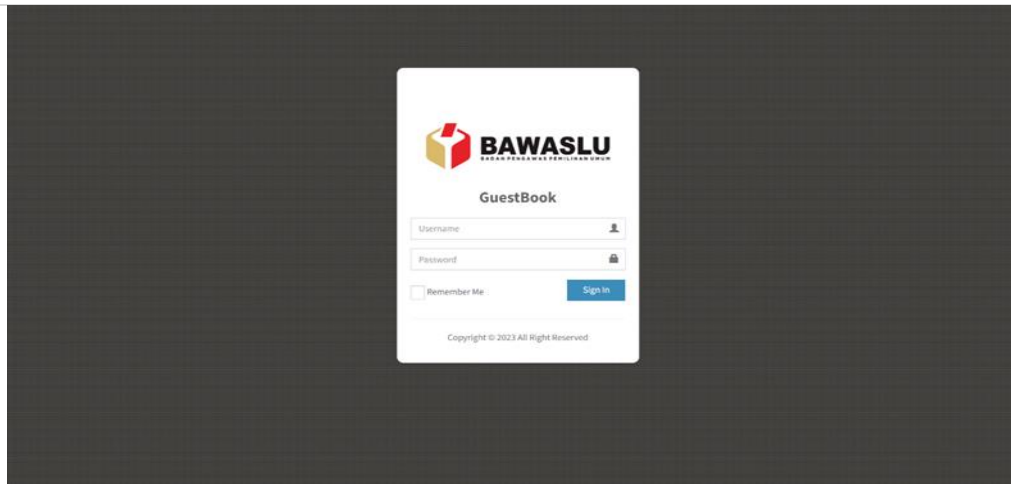 BAWASLU
BADAN PENGAWAS PEMILIHAN UMUM
GuestBook
Username
Password
Remember Me
Sign In
Copyright © 2023 All Right Reserved